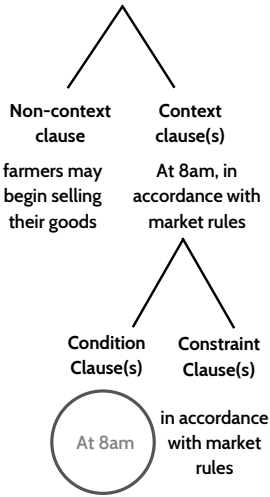 Non-context
clause
farmers may
begin selling
their goods
Context
clause(s)
At 8am, in
accordance with
market rules
Condition
Clause(s)
At 8am
Constraint
Clause(s)
in accordance
with market
rules